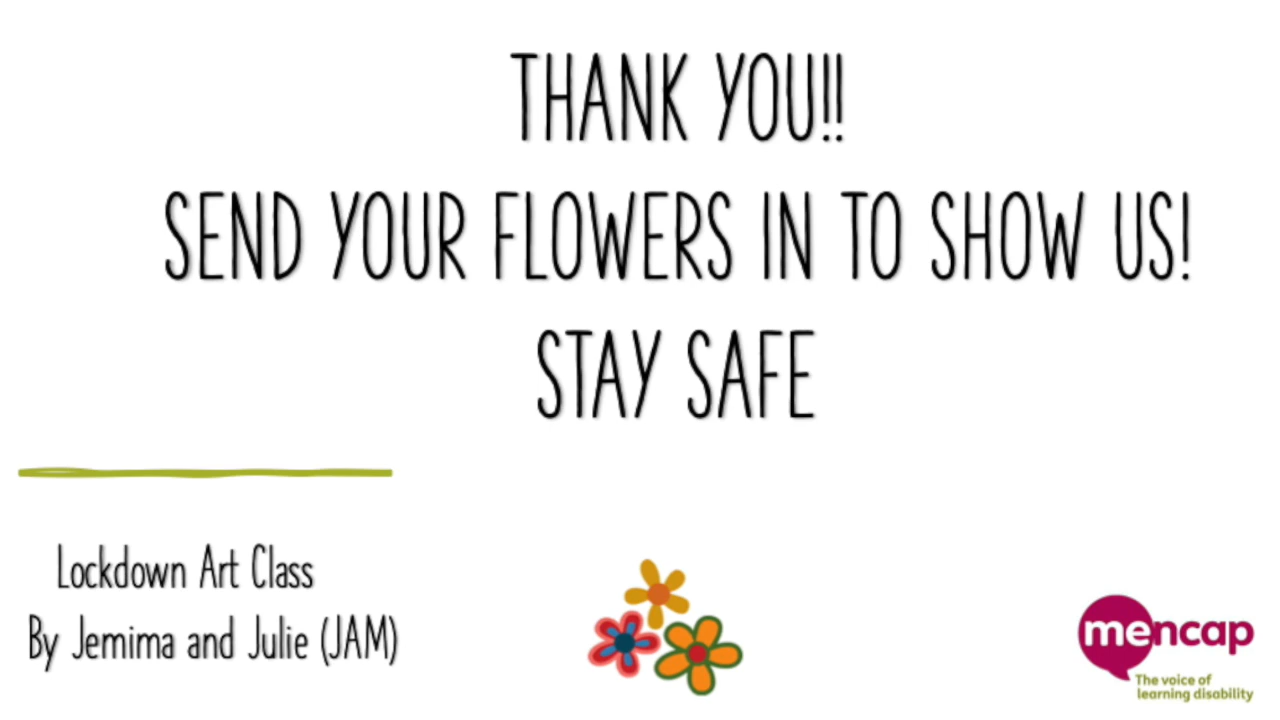 THANK YOU!!
SEND YOUR FLOWERS IN TO SHOW US!
STAY SAFE
Lockdown Art Class
By Jemima and Julie (JAM)
mencap
The voice of
learning disability